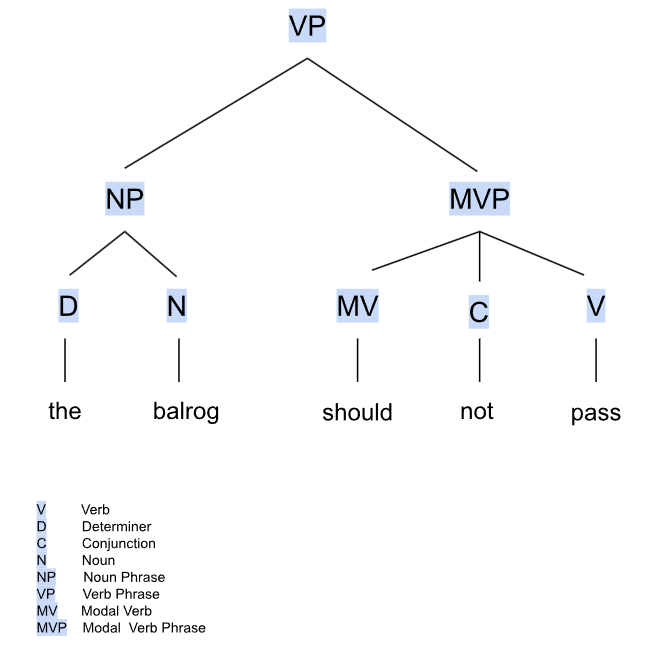 VP
NP MVP
D N MV C V
the balrog should not pass
V Verb
D Determiner
C Conjunction
N Noun
NP Noun Phrase
VP Verb Phrase
MV Modal Verb
MVP Modal Verb Phrase